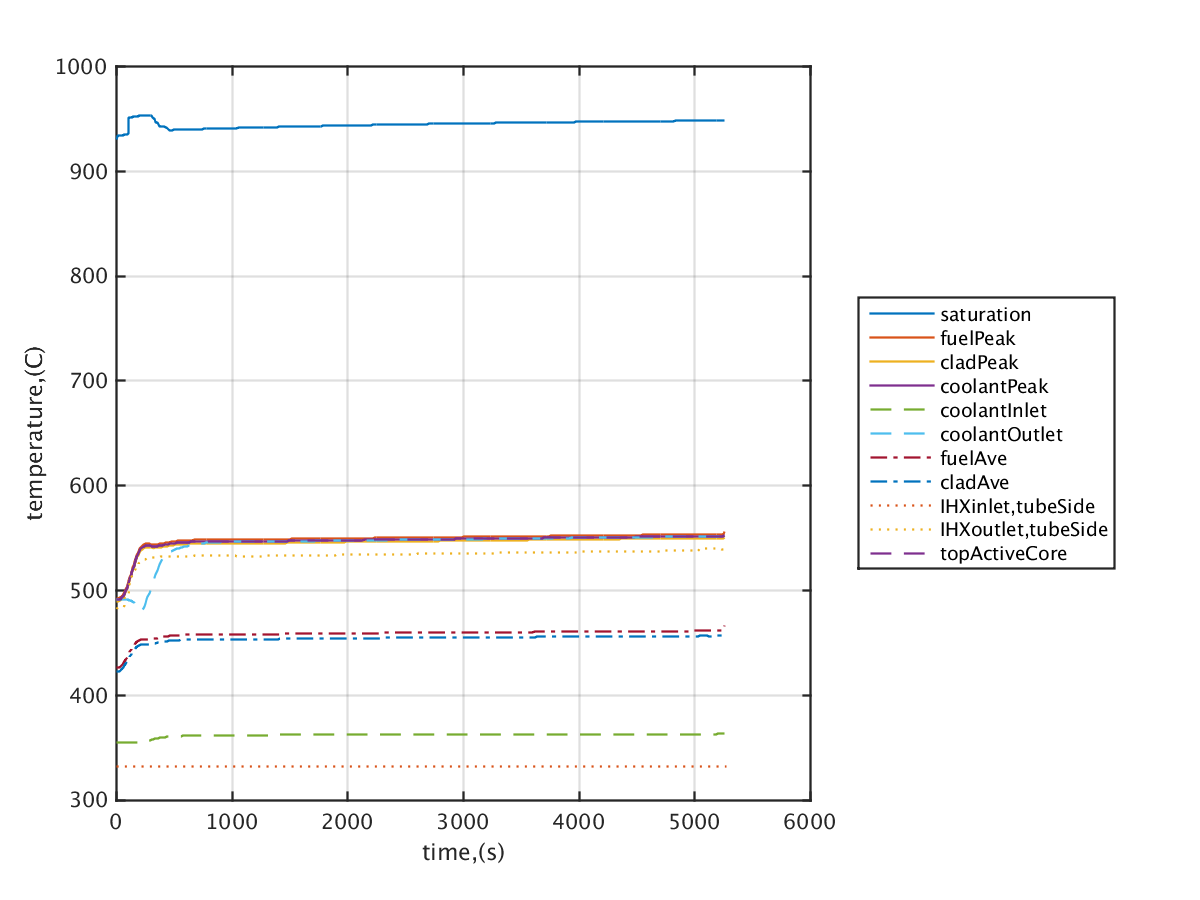 1000
900
800
700
600
500
400
300
temperature,(C)
0 1000 2000 3000 4000 5000 6000
time,(s)
saturation
fuelPeak
cladPeak
coolantPeak
coolantInlet
coolantOutlet
fuelAve
cladAve
IHXinlet,tubeSide
IHXoutlet,tubeSide
topActiveCore